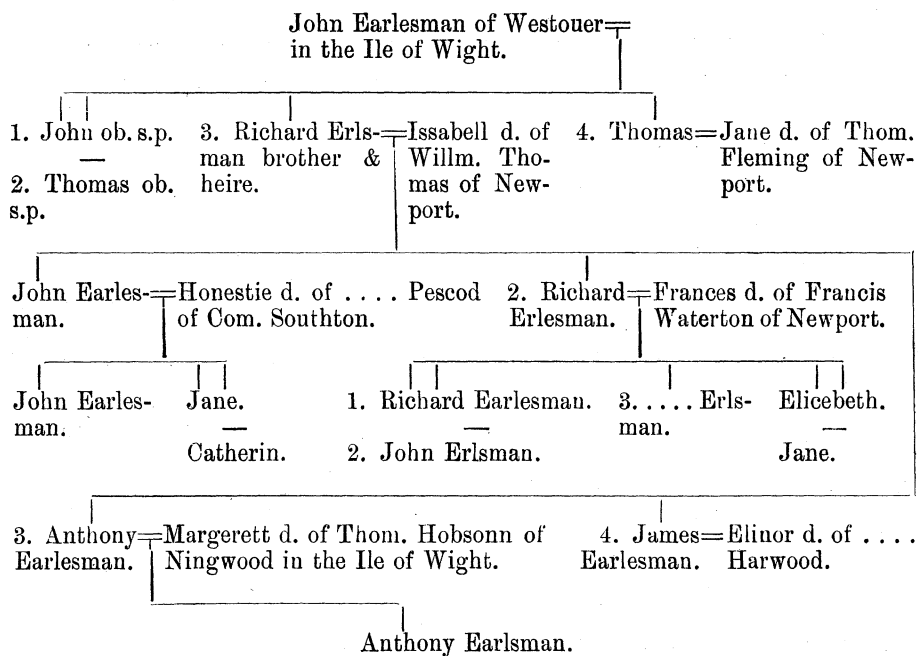 John Earlesman of Westouer
in the Ile of Wight.
1. John ob. s.p.
2. Thomas ob.
s.p.
3. Richard Erls-
man brother &
heire.
Issabell d. of
Willm. Tho-
mas of New-
port.
4. Thomas
Jane d. of Thom.
Fleming of New-
port.
John Earles-
man.
Honestie d. of . . . . Pescod
of Com. Southton.
2. Richard
Erlesman.
Frances d. of Francis
Waterton of Newport.
John Earles-
man.
Jane.
Catherin.
1. Richard Earlesman.
2. John Erlsman.
3. . . . . Erls-
man.
Elicebeth.
Jane.
3. Anthony
Earlesman.
Margerett d. of Thom. Hobsonn of
Ningwood in the Ile of Wight.
4. James
Earlesman.
Elinor d. of . . . .
Harwood.
Anthony Earlsman.